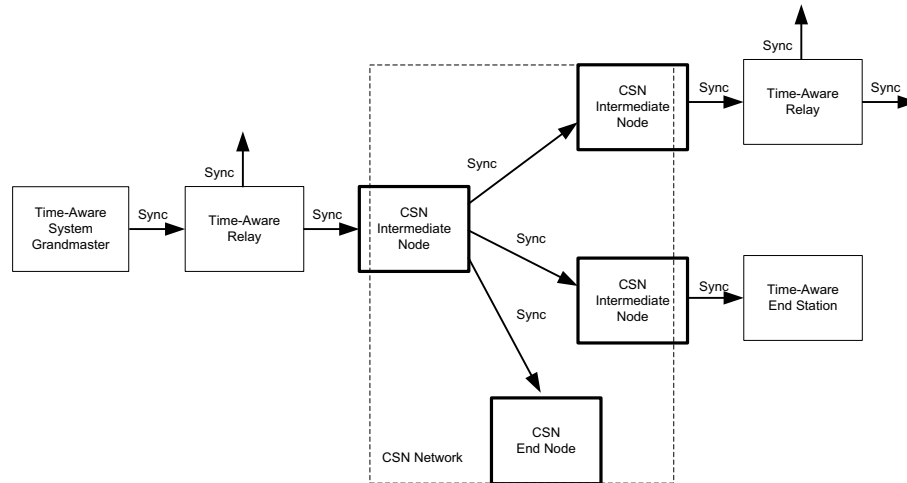 Sync
CSN
Intermediate
Node
Sync
Time-Aware
Relay
Sync
Sync
Sync
Time-Aware
System
Grandmaster
Sync
Time-Aware
Relay
Sync
CSN
Intermediate
Node
Sync
CSN
Intermediate
Node
Sync
Time-Aware
End Station
Sync
CSN
End Node
CSN Network